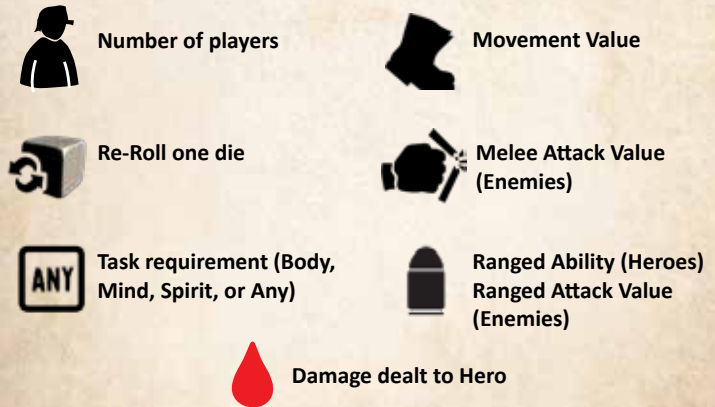 Number of players
Movement Value
Re-Roll one die
Melee Attack Value
(Enemies)
ANY
Task requirement (Body,
Mind, Spirit, or Any)
Ranged Ability (Heroes)
Ranged Attack Value
(Enemies)
Damage dealt to Hero